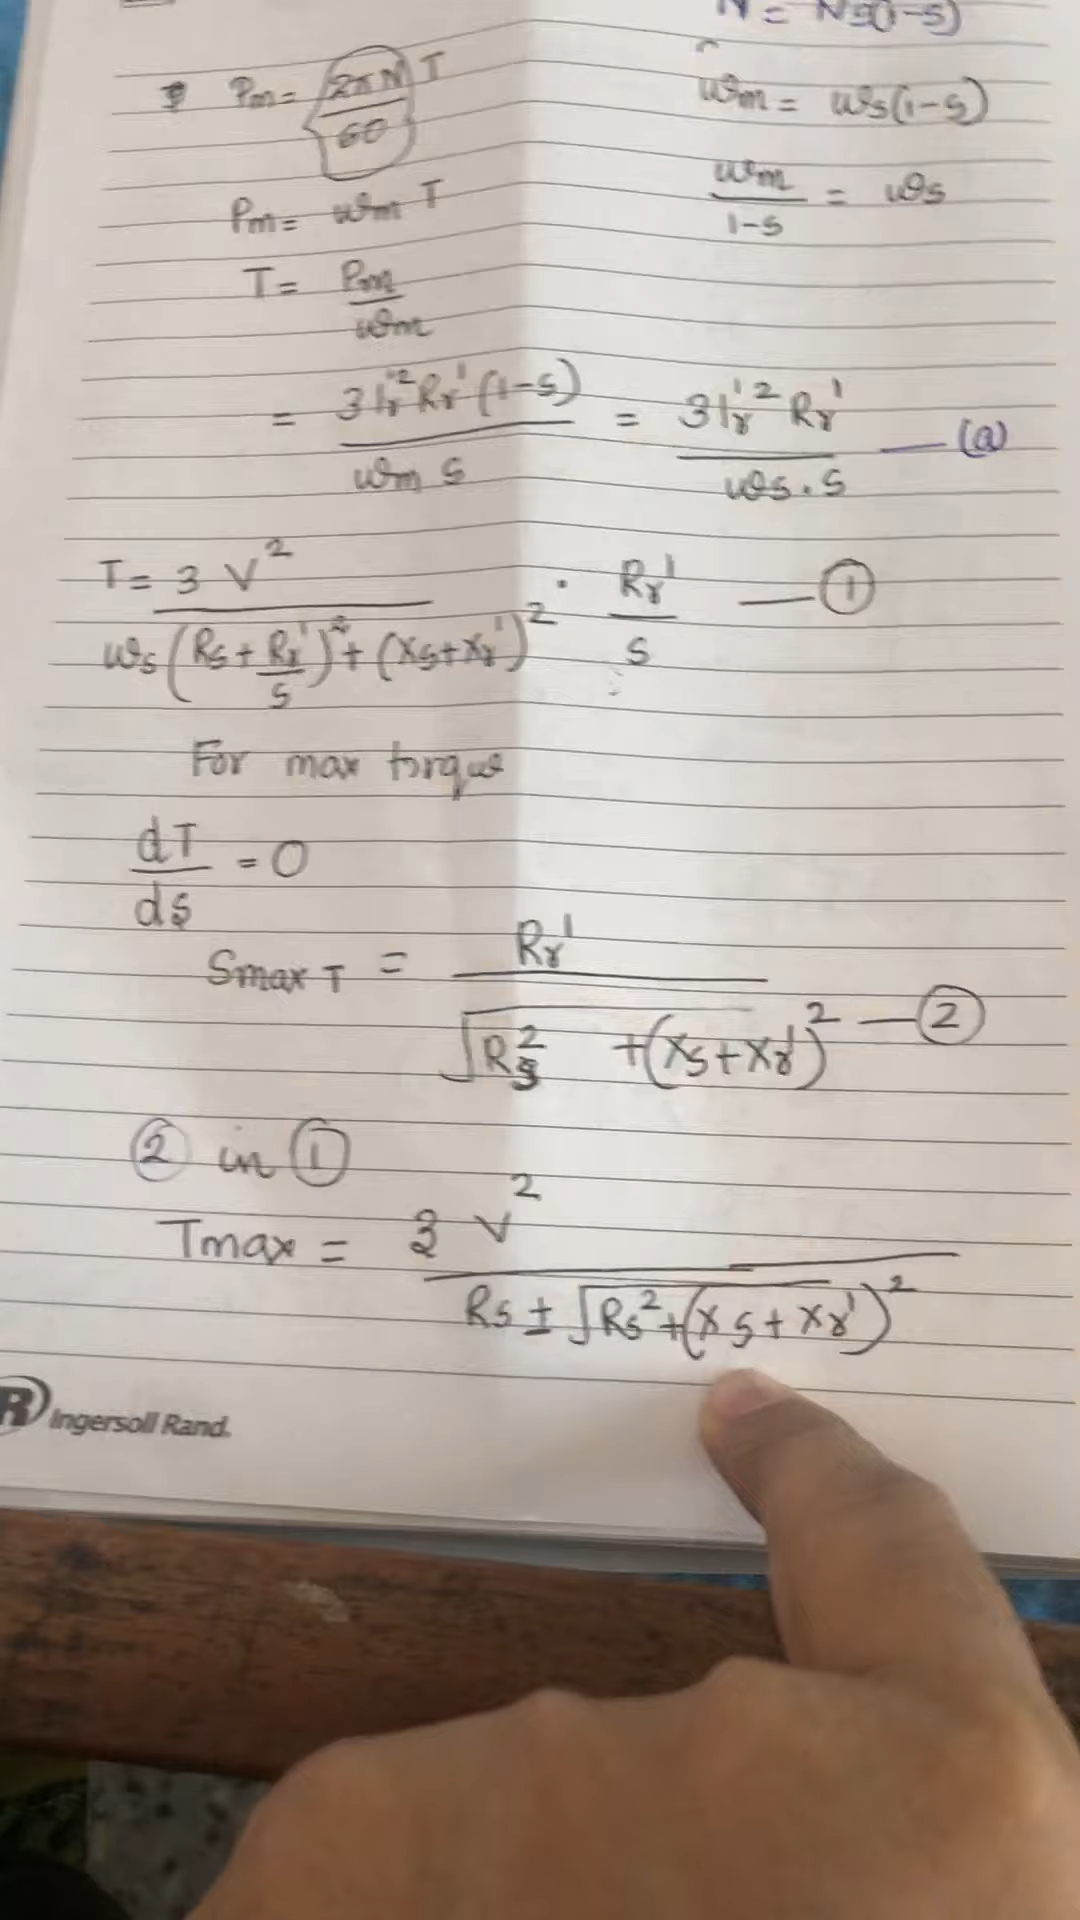 N = Ns(1-s)
Pm = 2πN/60 T
ωm = ωs(1-s)
ωm/1-s = ωs
Pm = ωm T
T = Pm/ωm
= 3Ir'² Rr' (1-s)/ωm s = 3Ir'² Rr'/ωs . s — (a)
T = 3 V²/ωs (Rs + Rr'/s)² + (Xs+Xr')² . Rr'/s — ①
For max torque
dT/ds = 0
Smax T = Rr'/√Rs² + (Xs+Xr')² — ②
② in ①
Tmax = 3 V²/Rs ± √Rs² + (Xs + Xr')²
R Ingersoll Rand.